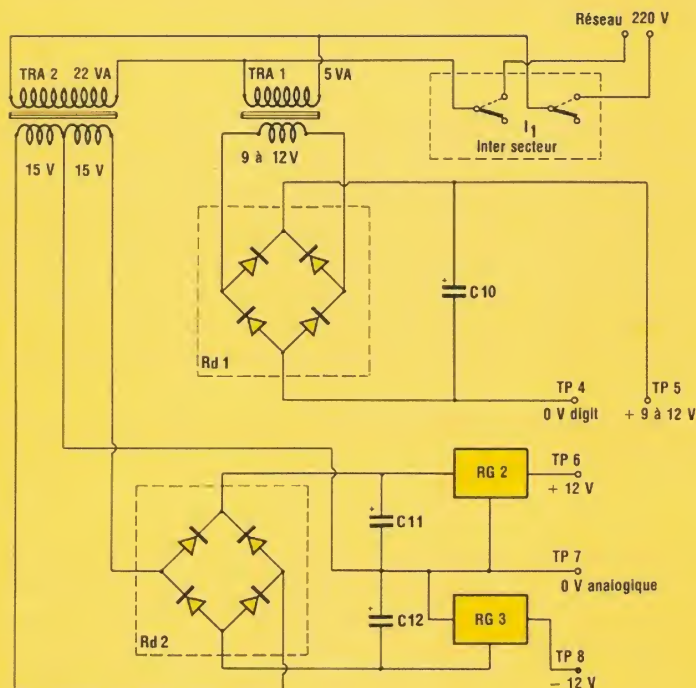 Réseau 220 V
TRA 2 22 VA
TRA 1 5 VA
I1
Inter secteur
15 V 15 V
9 à 12 V
+
C10
Rd 1
TP 4
0 V digit
TP 5
+ 9 à 12 V
RG 2
TP 6
+ 12 V
+
C11
TP 7
0 V analogique
+
C12
RG 3
Rd 2
TP 8
− 12 V